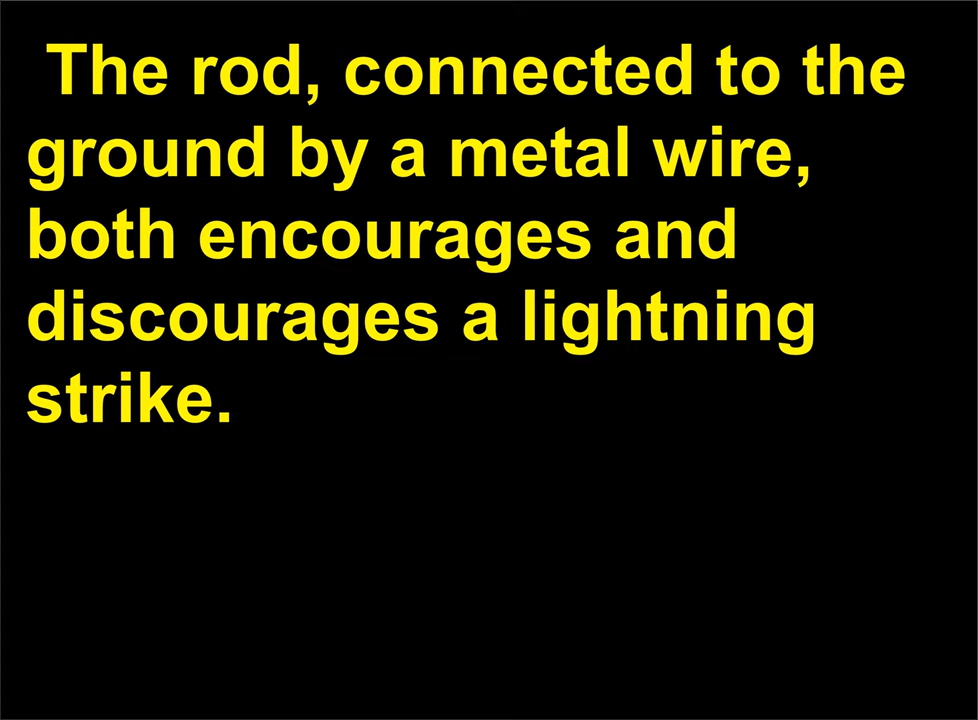 The rod, connected to the
ground by a metal wire,
both encourages and
discourages a lightning
strike.